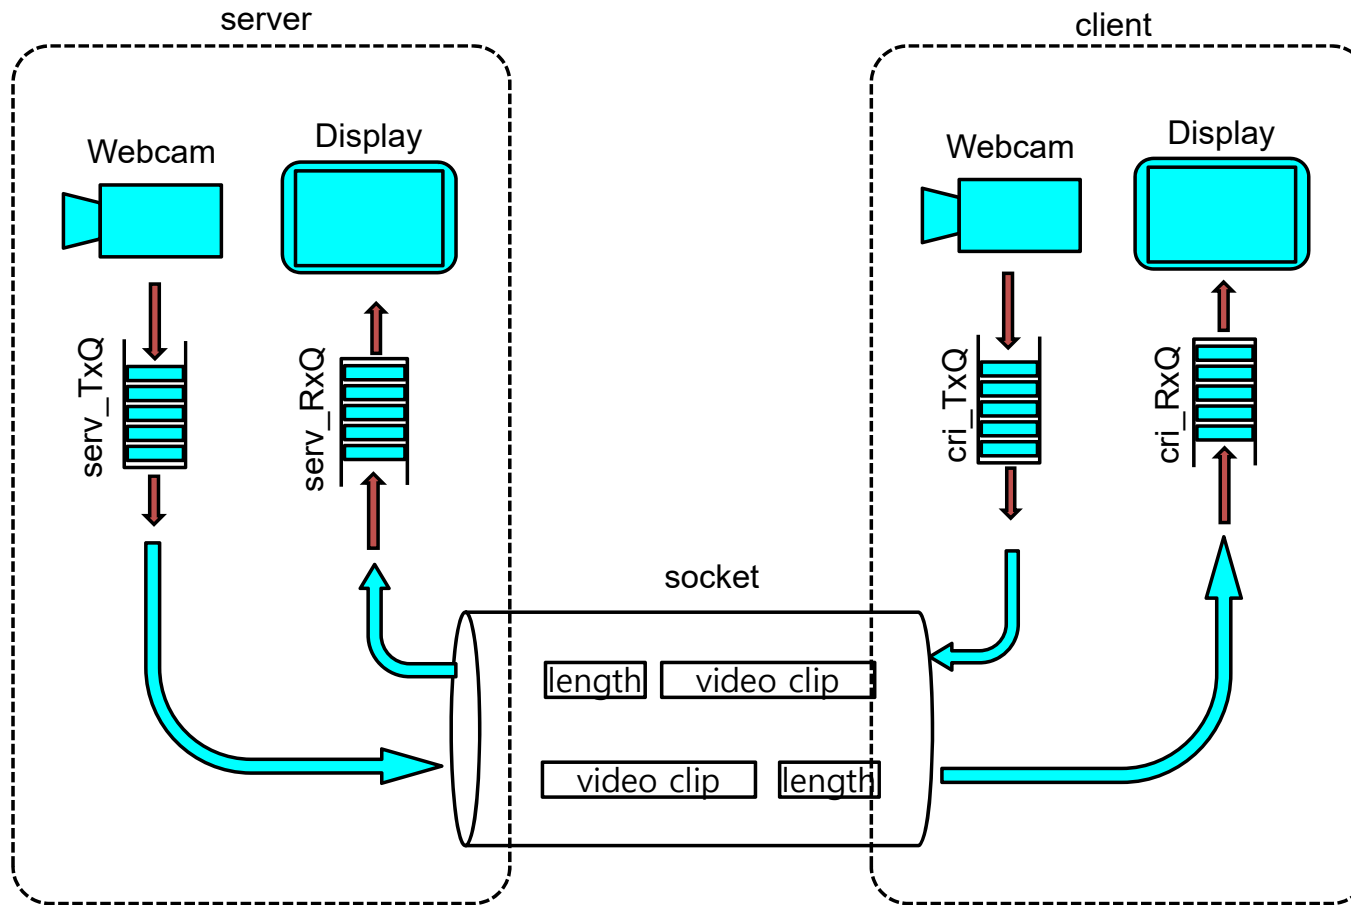 server
client
Webcam
Display
Webcam
Display
serv_TxQ
serv_RxQ
cri_TxQ
cri_RxQ
socket
length
video clip
video clip
length